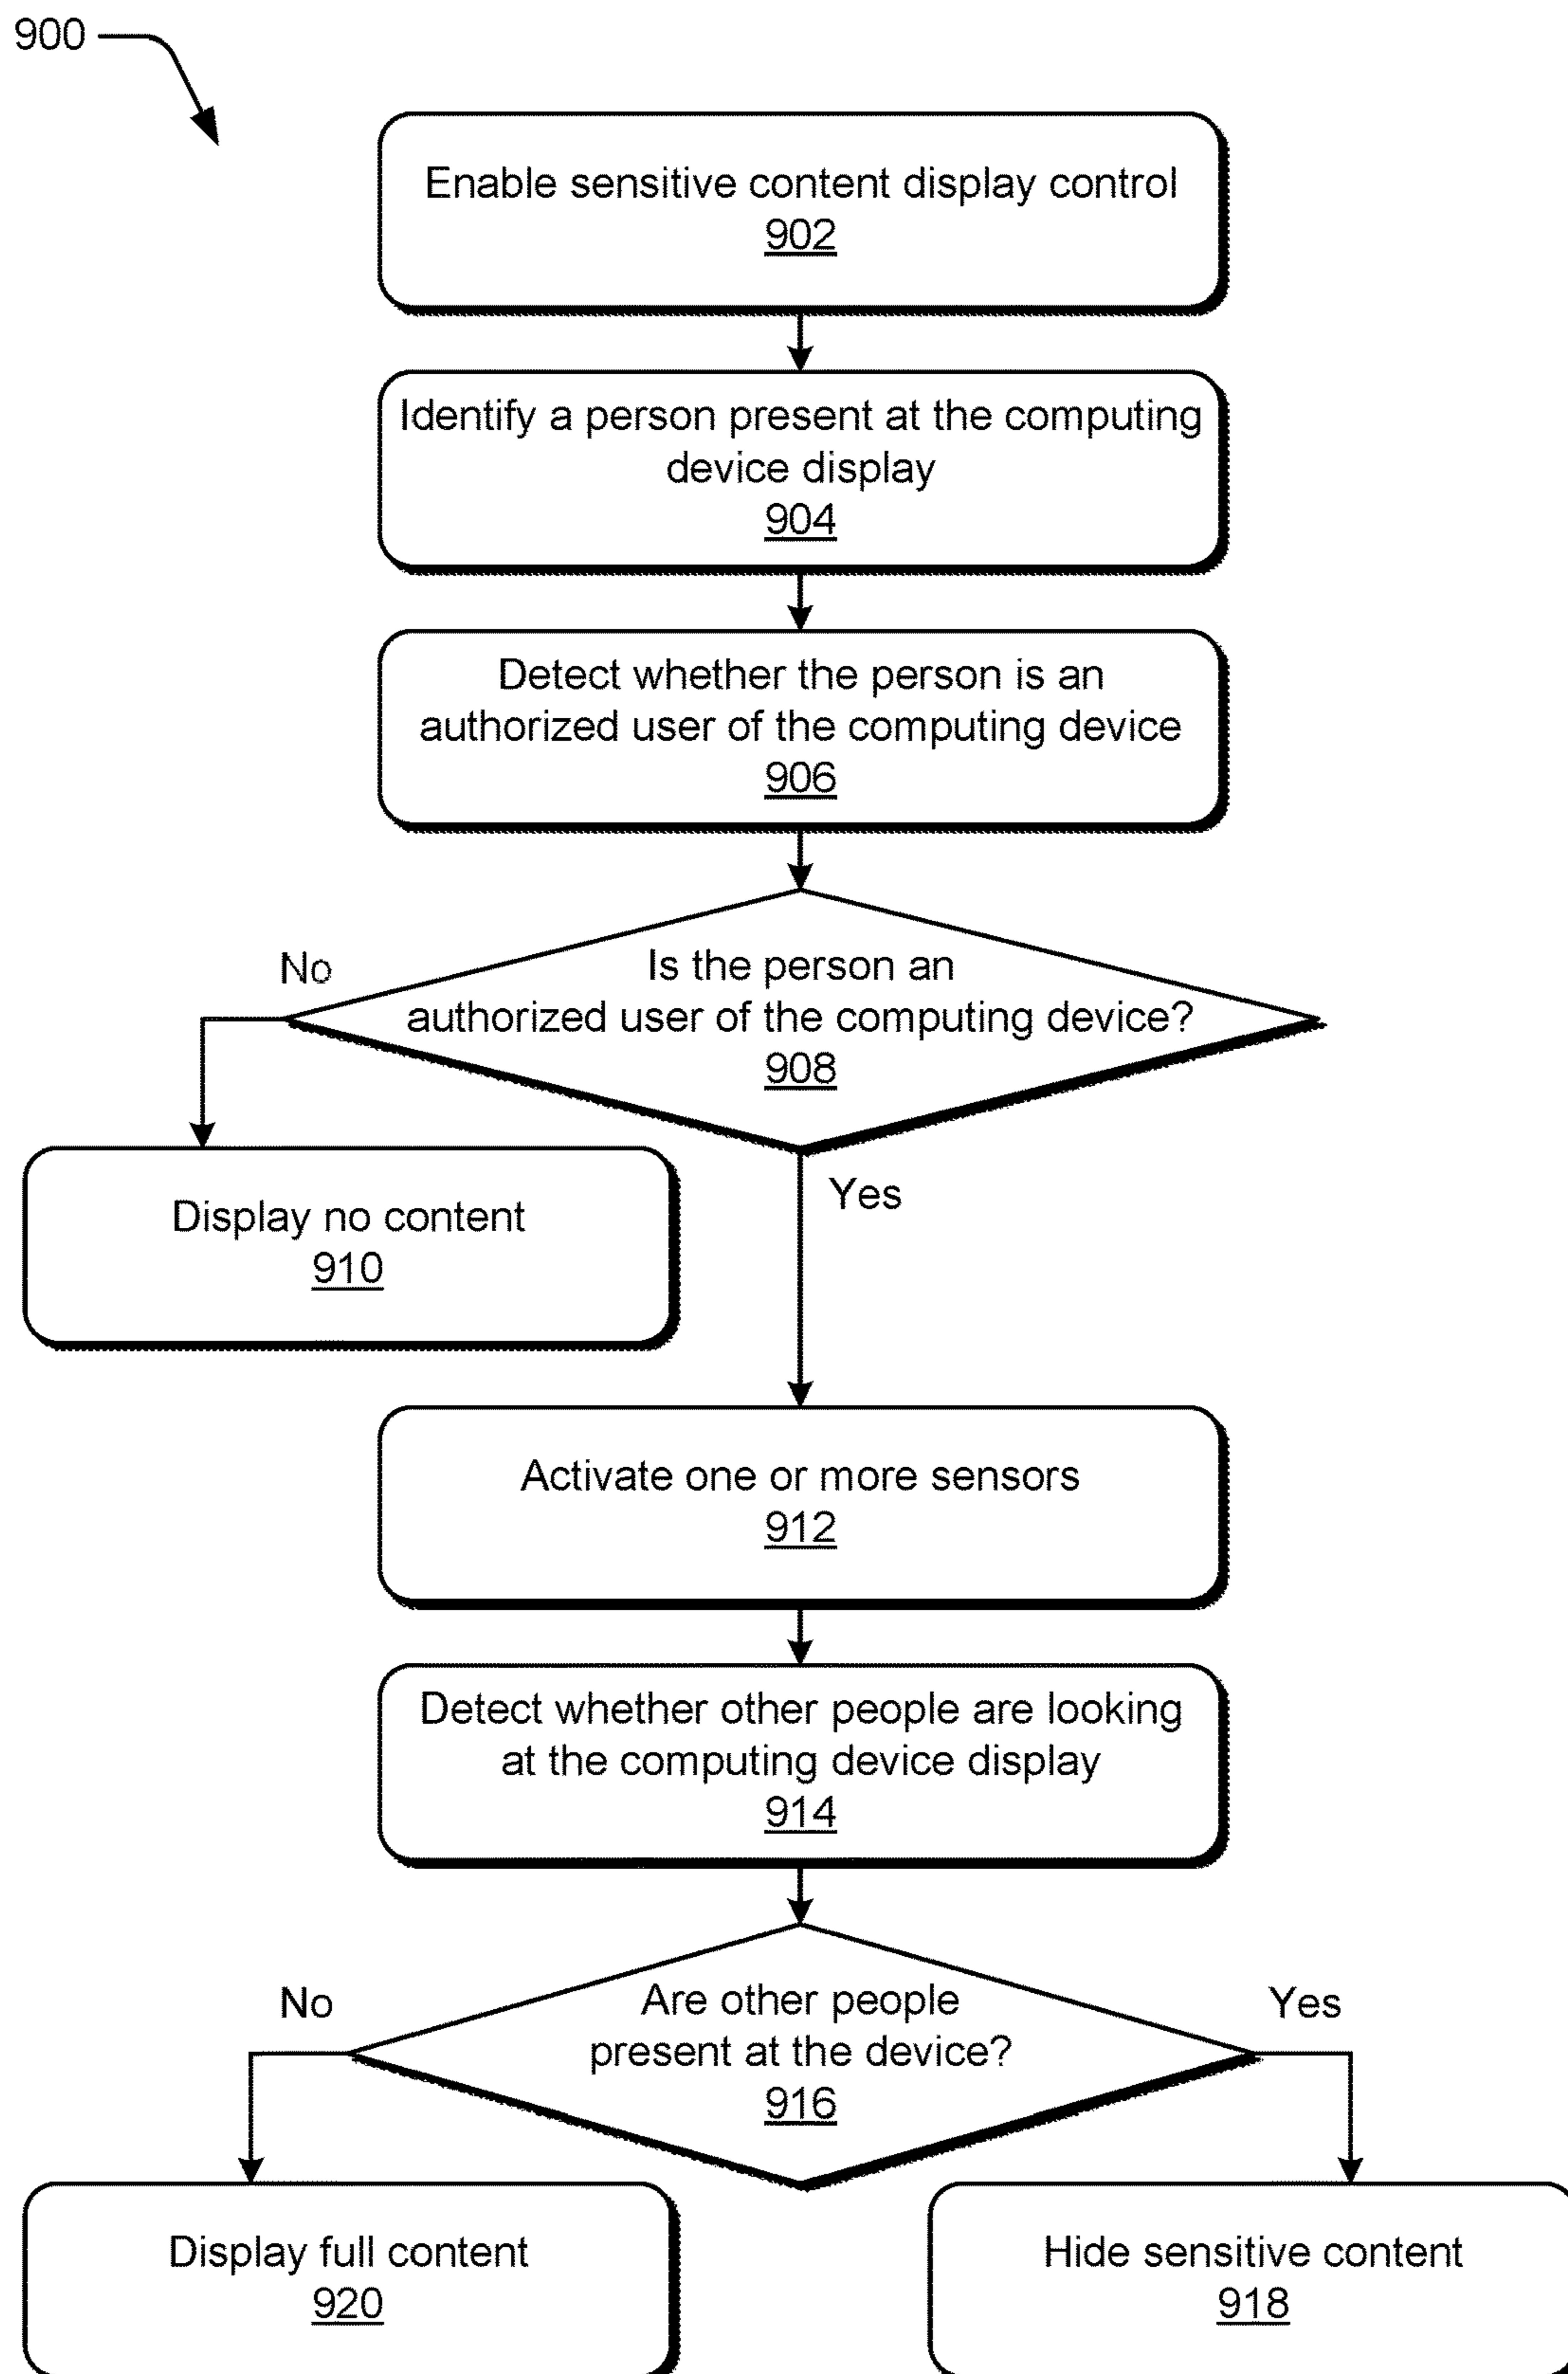 900
Enable sensitive content display control
902
Identify a person present at the computing
device display
904
Detect whether the person is an
authorized user of the computing device
906
Is the person an
authorized user of the computing device?
908
No
Yes
Display no content
910
Activate one or more sensors
912
Detect whether other people are looking
at the computing device display
914
Are other people
present at the device?
916
No
Yes
Display full content
920
Hide sensitive content
918